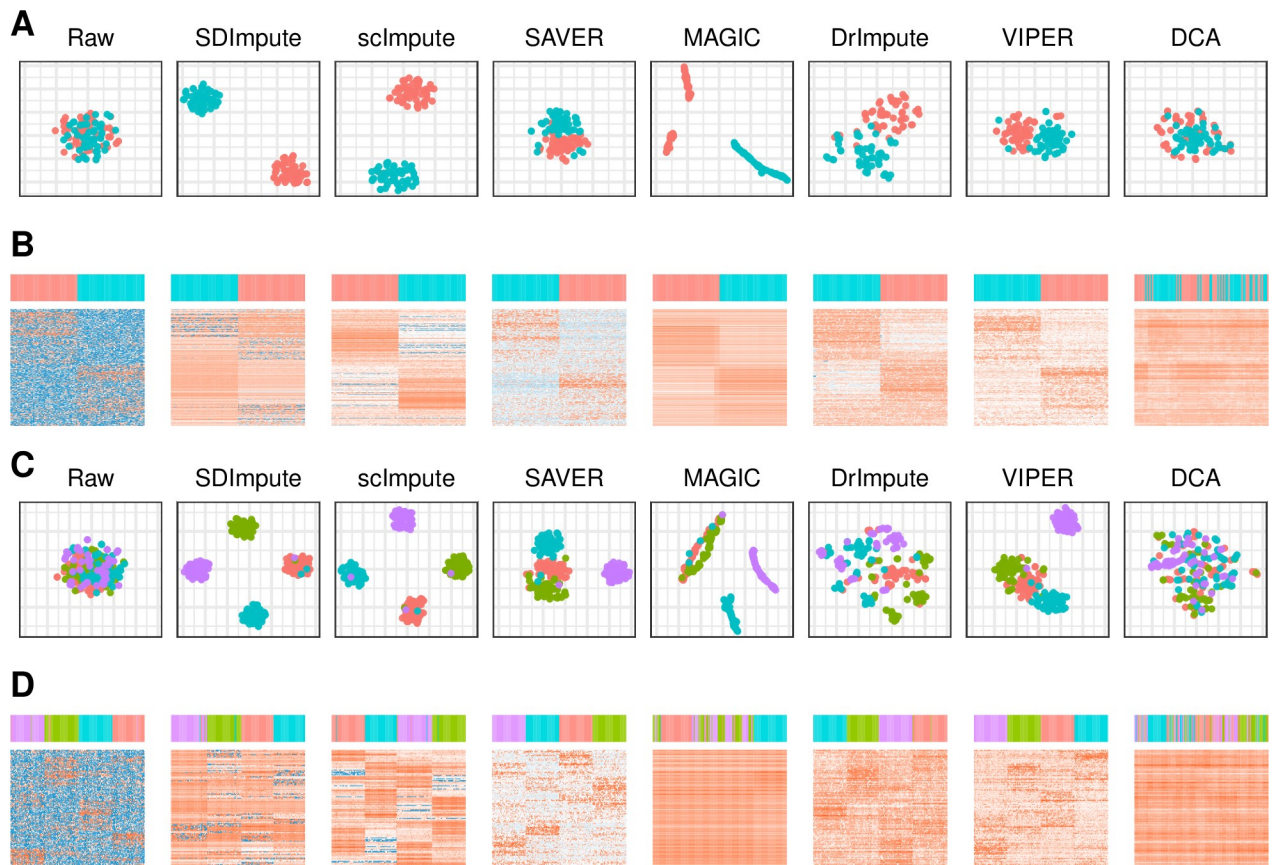 A
Raw SDImpute scImpute SAVER MAGIC DrImpute VIPER DCA
B
C
Raw SDImpute scImpute SAVER MAGIC DrImpute VIPER DCA
D